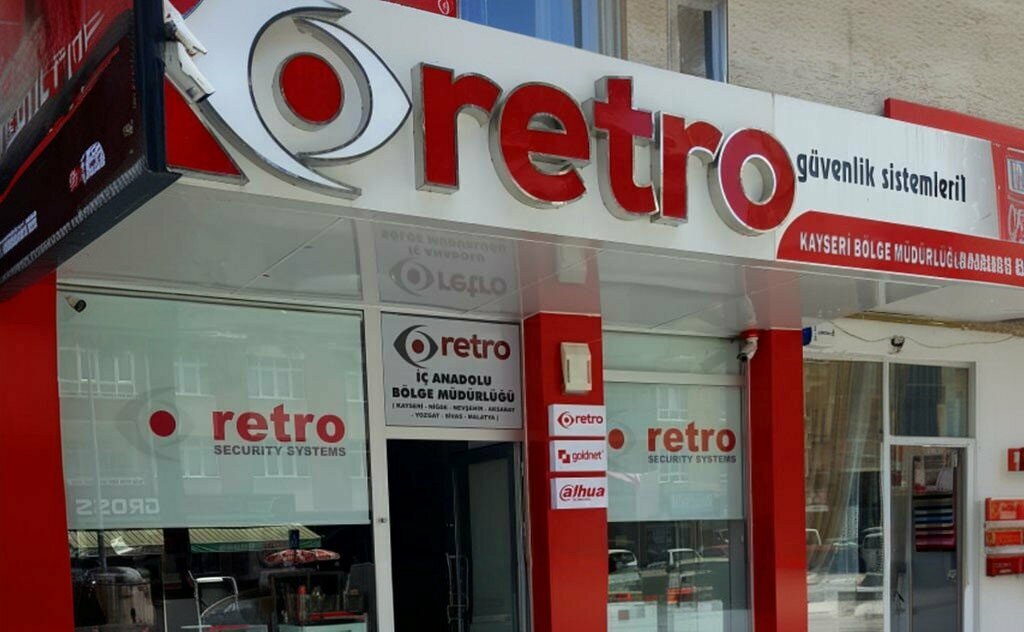 retro
güvenlik sistemleri
KAYSERİ BÖLGE MÜDÜRLÜĞÜ
retro
İÇ ANADOLU
BÖLGE MÜDÜRLÜĞÜ
( KAYSERİ - NİĞDE - NEVŞEHİR - AKSARAY
- YOZGAT - SİVAS - MALATYA )
retro
SECURITY SYSTEMS
retro
goldnet
alhua
retro
SECURITY SYSTEMS
GROSS